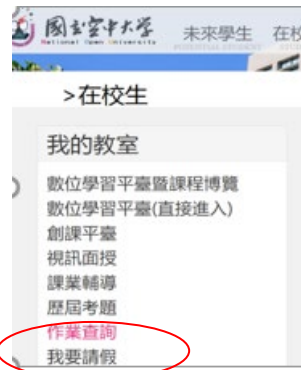 國立空中大學
National Open University
未來學生 在校
>在校生
我的教室
數位學習平臺暨課程博覽
數位學習平臺(直接進入)
創課平臺
視訊面授
課業輔導
歷屆考題
作業查詢
我要請假